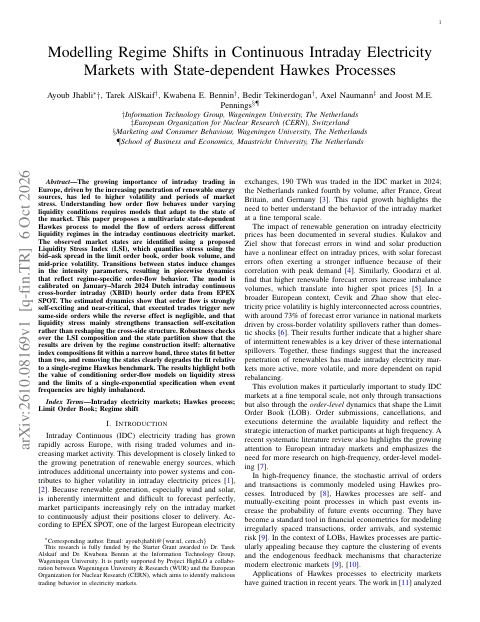 1
Modelling Regime Shifts in Continuous Intraday Electricity
Markets with State-dependent Hawkes Processes
Ayoub Jhabli*†, Tarek AlSkaif†, Kwabena E. Bennin†, Bedir Tekinerdogan†, Axel Naumann‡ and Joost M.E.
Pennings§¶
†Information Technology Group, Wageningen University, The Netherlands
‡European Organization for Nuclear Research (CERN), Switzerland
§Marketing and Consumer Behaviour, Wageningen University, The Netherlands
¶School of Business and Economics, Maastricht University, The Netherlands
arXiv:2610.08169v1 [q-fin.TR] 6 Oct 2026
Abstract—The growing importance of intraday trading in
Europe, driven by the increasing penetration of renewable energy
sources, has led to higher volatility and periods of market
stress. Understanding how order flow behaves under varying
liquidity conditions requires models that adapt to the state of
the market. This paper proposes a multivariate state-dependent
Hawkes process to model the flow of orders across different
liquidity regimes in the intraday continuous electricity market.
The observed market states are identified using a proposed
Liquidity Stress Index (LSI), which quantifies stress using the
bid-ask spread in the limit order book, order book volume, and
mid-price volatility. Transitions between states induce changes
in the intensity parameters, resulting in piecewise dynamics
that reflect regime-specific order-flow behavior. The model is
calibrated on January–March 2024 Dutch intraday continuous
cross-border intraday (XBID) hourly order data from EPEX
SPOT. The estimated dynamics show that order flow is strongly
self-exciting and near-critical, that executed trades trigger new
same-side orders while the reverse effect is negligible, and that
liquidity stress mainly strengthens transaction self-excitation
rather than reshaping the cross-side structure. Robustness checks
over the LSI composition and the state partition show that the
results are driven by the regime construction itself: alternative
index compositions fit within a narrow band, three states fit better
than two, and removing the states clearly degrades the fit relative
to a single-regime Hawkes benchmark. The results highlight both
the value of conditioning order-flow models on liquidity stress
and the limits of a single-exponential specification when event
frequencies are highly imbalanced.
Index Terms—Intraday electricity markets; Hawkes process;
Limit Order Book; Regime shift
I. INTRODUCTION
Intraday Continuous (IDC) electricity trading has grown
rapidly across Europe, with rising traded volumes and in-
creasing market activity. This development is closely linked to
the growing penetration of renewable energy sources, which
introduces additional uncertainty into power systems and con-
tributes to higher volatility in intraday electricity prices [1],
[2]. Because renewable generation, especially wind and solar,
is inherently intermittent and difficult to forecast perfectly,
market participants increasingly rely on the intraday market
to continuously adjust their positions closer to delivery. Ac-
cording to EPEX SPOT, one of the largest European electricity
*Corresponding author. Email: ayoub.jhabli@{wur.nl, cern.ch}
This research is fully funded by the Starter Grant awarded to Dr. Tarek
Alskaif and Dr. Kwabena Bennin at the Information Technology Group,
Wageningen University. It is partly supported by Project HighLO a collabo-
ration between Wageningen University & Research (WUR) and the European
Organization for Nuclear Research (CERN), which aims to identify malicious
trading behavior in electricity markets.
exchanges, 190 TWh was traded in the IDC market in 2024;
the Netherlands ranked fourth by volume, after France, Great
Britain, and Germany [3]. This rapid growth highlights the
need to better understand the behavior of the intraday market
at a fine temporal scale.
The impact of renewable generation on intraday electricity
prices has been documented in several studies. Kulakov and
Ziel show that forecast errors in wind and solar production
have a nonlinear effect on intraday prices, with solar forecast
errors often exerting a stronger influence because of their
correlation with peak demand [4]. Similarly, Goodarzi et al.
find that higher renewable forecast errors increase imbalance
volumes, which translate into higher spot prices [5]. In a
broader European context, Cevik and Zhao show that elec-
tricity price volatility is highly interconnected across countries,
with around 73% of forecast error variance in national markets
driven by cross-border volatility spillovers rather than domes-
tic shocks [6]. Their results further indicate that a higher share
of intermittent renewables is a key driver of these international
spillovers. Together, these findings suggest that the increased
penetration of renewables has made intraday electricity mar-
kets more active, more volatile, and more dependent on rapid
rebalancing.
This evolution makes it particularly important to study IDC
markets at a fine temporal scale, not only through transactions
but also through the order-level dynamics that shape the Limit
Order Book (LOB). Order submissions, cancellations, and
executions determine the available liquidity and reflect the
strategic interaction of market participants at high frequency. A
recent systematic literature review also highlights the growing
attention to European intraday markets and emphasizes the
need for more research on high-frequency, order-level model-
ing [7].
In high-frequency finance, the stochastic arrival of orders
and transactions is commonly modeled using Hawkes pro-
cesses. Introduced by [8], Hawkes processes are self- and
mutually-exciting point processes in which past events in-
crease the probability of future events occurring. They have
become a standard tool in financial econometrics for modeling
irregularly spaced transactions, order arrivals, and systemic
risk [9]. In the context of LOBs, Hawkes processes are partic-
ularly appealing because they capture the clustering of events
and the endogenous feedback mechanisms that characterize
modern electronic markets [9], [10].
Applications of Hawkes processes to electricity markets
have gained traction in recent years. The work in [11] analyzed